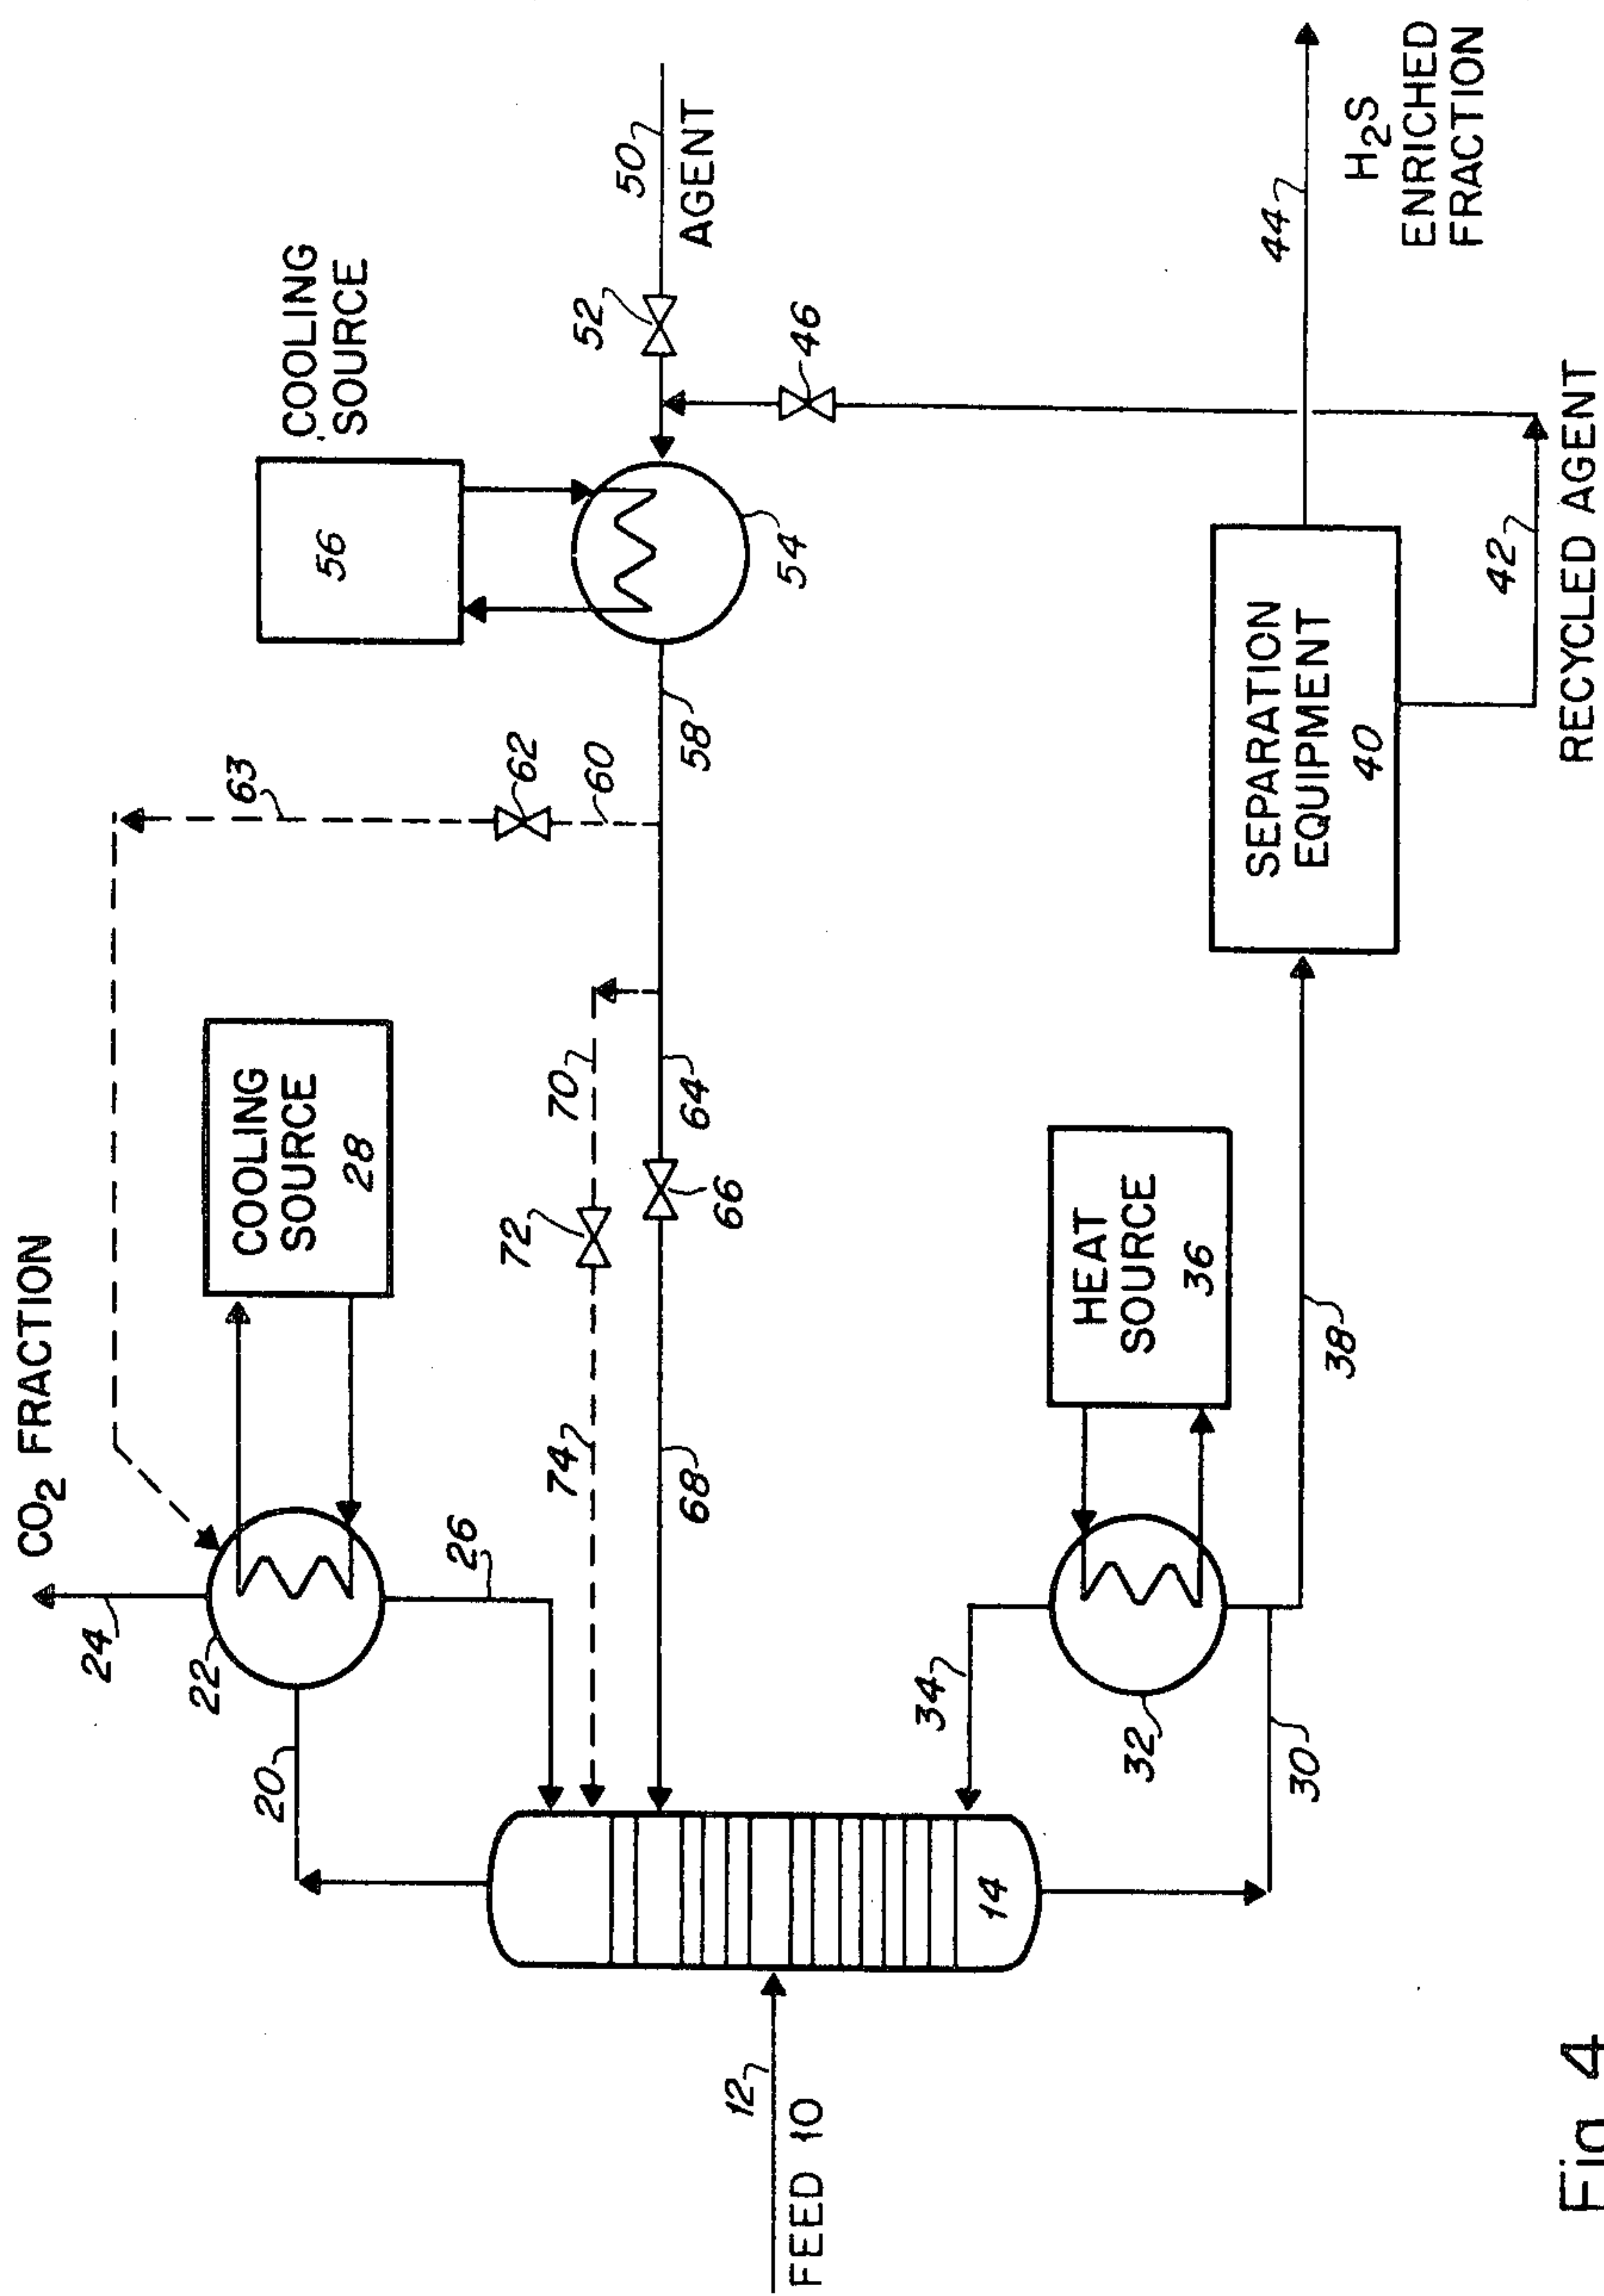 CO2 FRACTION
24
22
20
26
COOLING
SOURCE
28
63
62
60
COOLING
SOURCE
56
54
58
52
50
AGENT
46
70
72
74
64
66
68
FEED 10
12
14
34
32
30
HEAT
SOURCE
36
38
SEPARATION
EQUIPMENT
40
42
RECYCLED AGENT
44
H2S
ENRICHED
FRACTION
Fig. 4